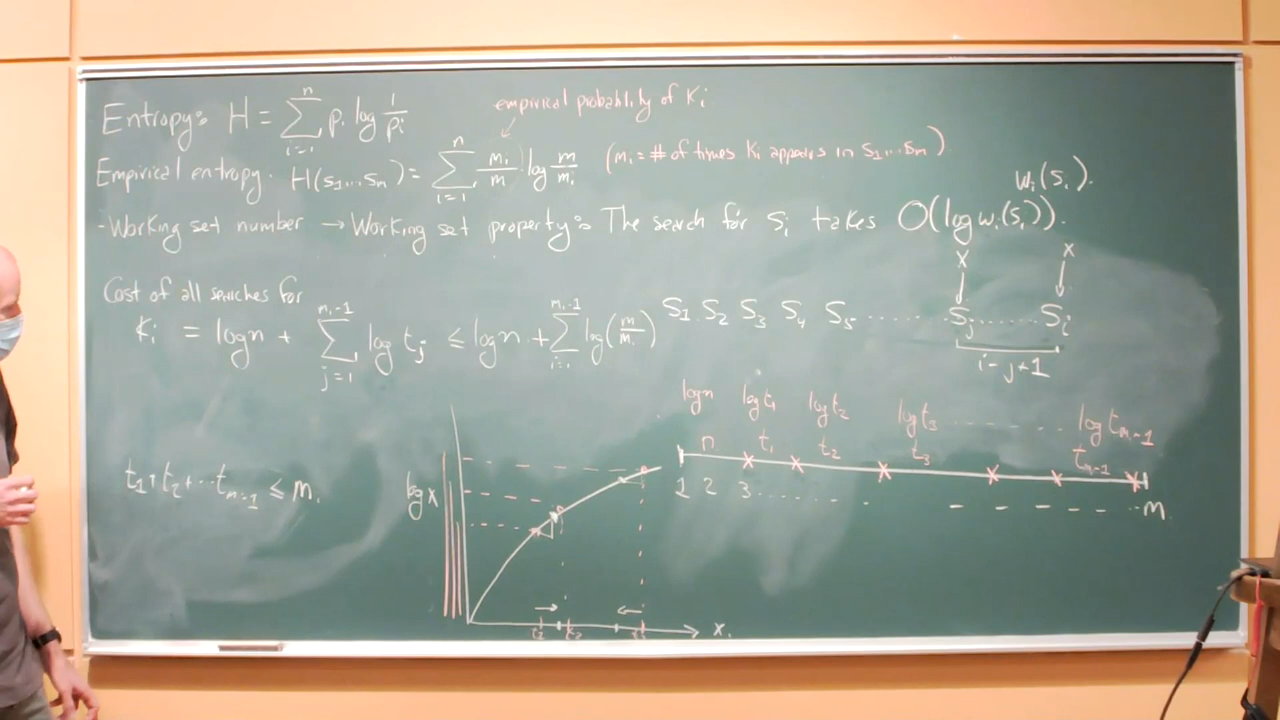 empirical probability of Ki
Entropy: H = ∑_{i=1}^{n} pi log 1/pi
Empirical entropy. H(s1...sm) = ∑_{i=1}^{n} mi/m log m/mi (mi = # of times Ki appears in s1...sm)
wi(si).
-Working set number → Working set property: The search for si takes O(log wi(si)).
x x
Cost of all searches for
Ki = log n + ∑_{j=1}^{mi-1} log tj ≤ log n + ∑_{i=1}^{mi-1} log(m/mi)
S1 S2 S3 S4 S5 ........ Sj ....... Si
i-j+1
log n log t1 log t2 log t3 ........ log tmi-1
n t1 t2 t3 tmi-1
1 2 3 ........ - - - - - .. m
t1+t2+...tmi-1 ≤ m.
log x
x.